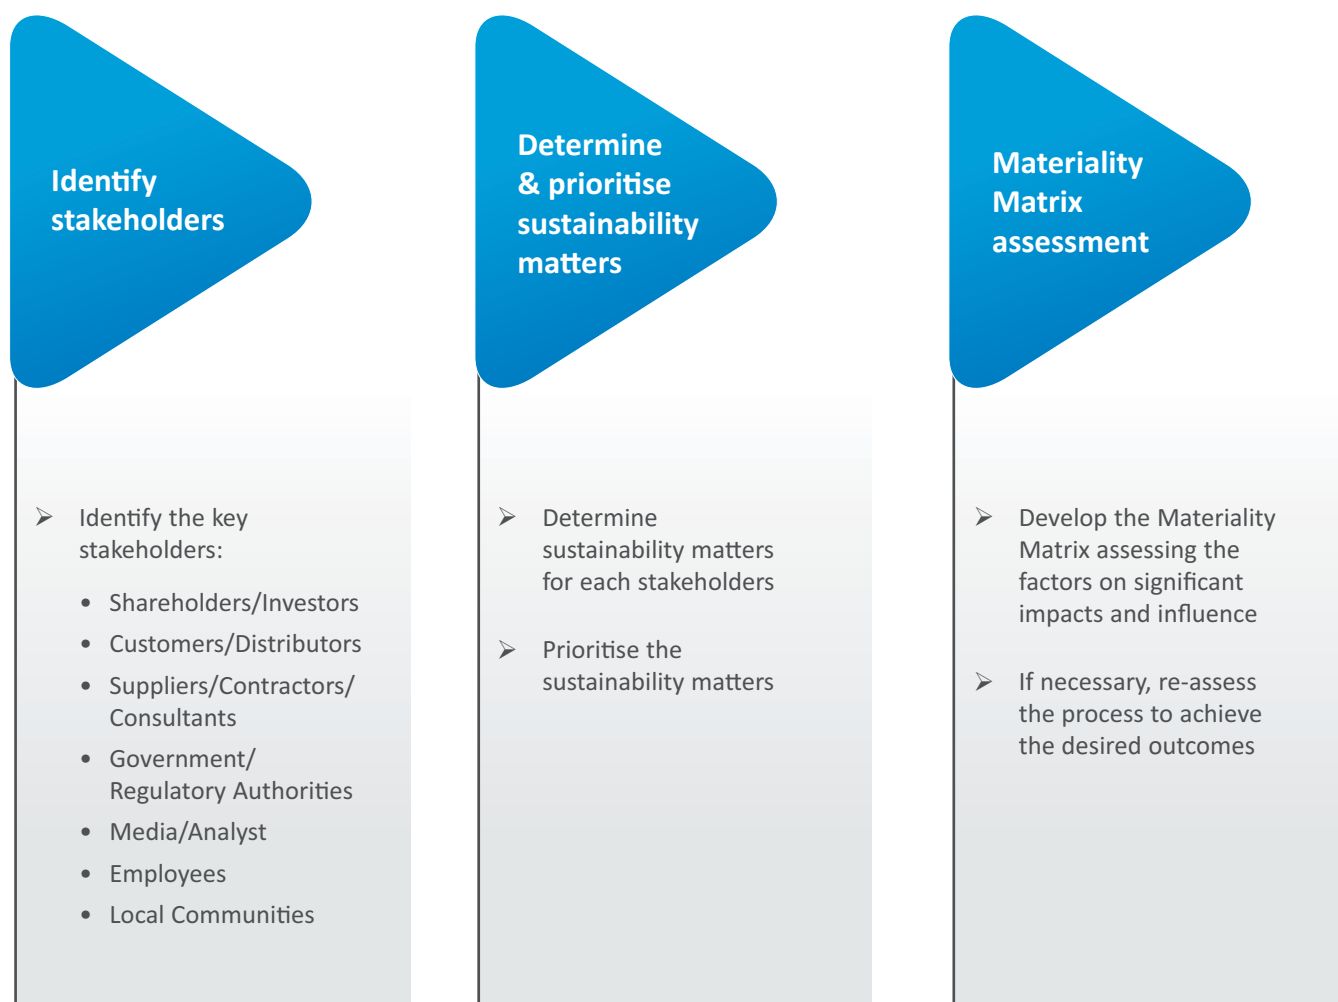 Identify
stakeholders
➢ Identify the key
stakeholders:
• Shareholders/Investors
• Customers/Distributors
• Suppliers/Contractors/
Consultants
• Government/
Regulatory Authorities
• Media/Analyst
• Employees
• Local Communities
Determine
& prioritise
sustainability
matters
➢ Determine
sustainability matters
for each stakeholders
➢ Prioritise the
sustainability matters
Materiality
Matrix
assessment
➢ Develop the Materiality
Matrix assessing the
factors on significant
impacts and influence
➢ If necessary, re-assess
the process to achieve
the desired outcomes